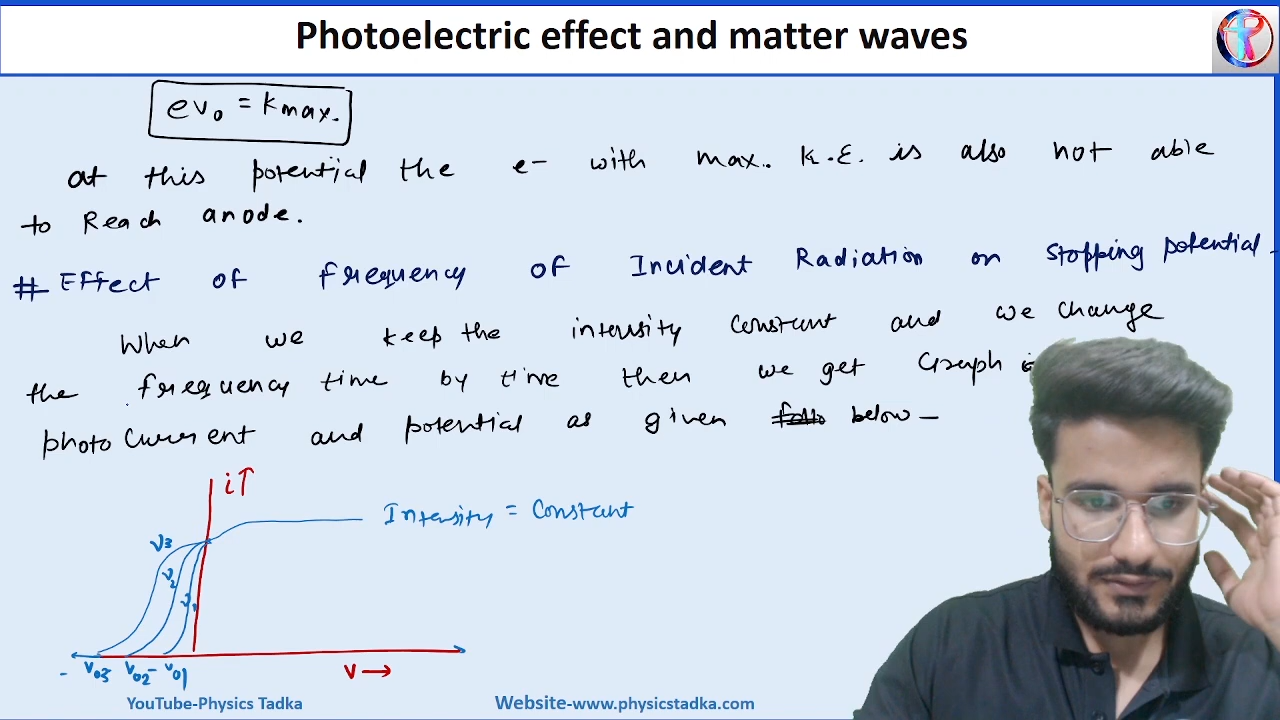 Photoelectric effect and matter waves
eV₀ = Kmax.
at this potential the e- with max. K.E. is also not able
to Reach anode.
# Effect of frequency of Incident Radiation on Stopping potential-
When we keep the intensity constant and we change
the frequency time by time then we get Graph
photo Current and potential as given below-
i↑
Intensity = Constant
ν3
ν2
ν1
- V03 V02 - V01
V →
YouTube-Physics Tadka
Website-www.physicstadka.com